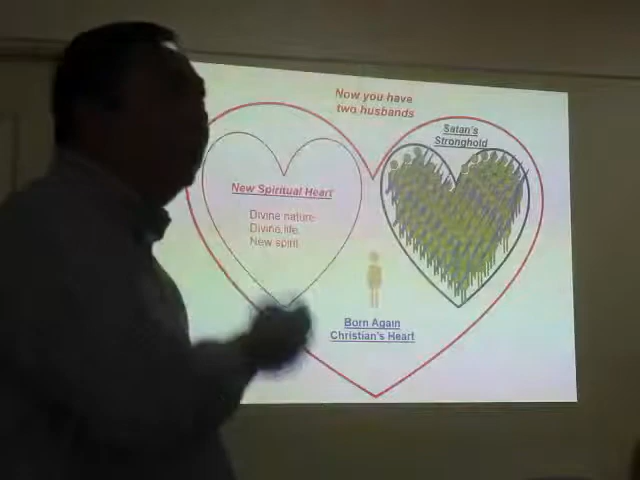 Now you have
two husbands
Satan's
Stronghold
New Spiritual Heart
Divine nature
Divine life
New spirit
Born Again
Christian's Heart